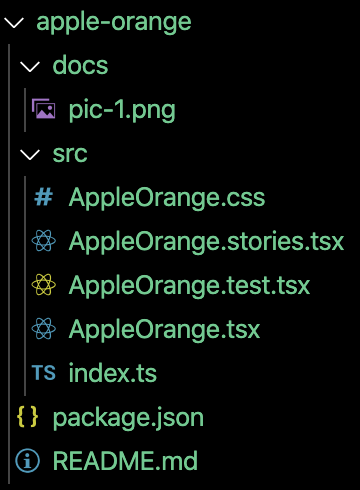 apple-orange
docs
pic-1.png
src
# AppleOrange.css
AppleOrange.stories.tsx
AppleOrange.test.tsx
AppleOrange.tsx
TS index.ts
{} package.json
README.md